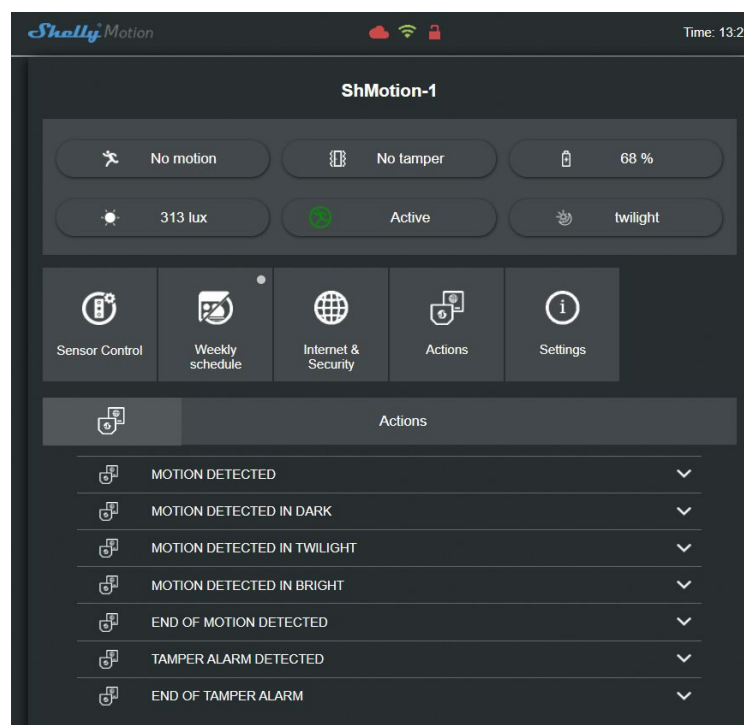 Shelly Motion
Time: 13:2
ShMotion-1
No motion
No tamper
68 %
313 lux
Active
twilight
Sensor Control
Weekly
schedule
Internet &
Security
Actions
Settings
Actions
MOTION DETECTED
MOTION DETECTED IN DARK
MOTION DETECTED IN TWILIGHT
MOTION DETECTED IN BRIGHT
END OF MOTION DETECTED
TAMPER ALARM DETECTED
END OF TAMPER ALARM